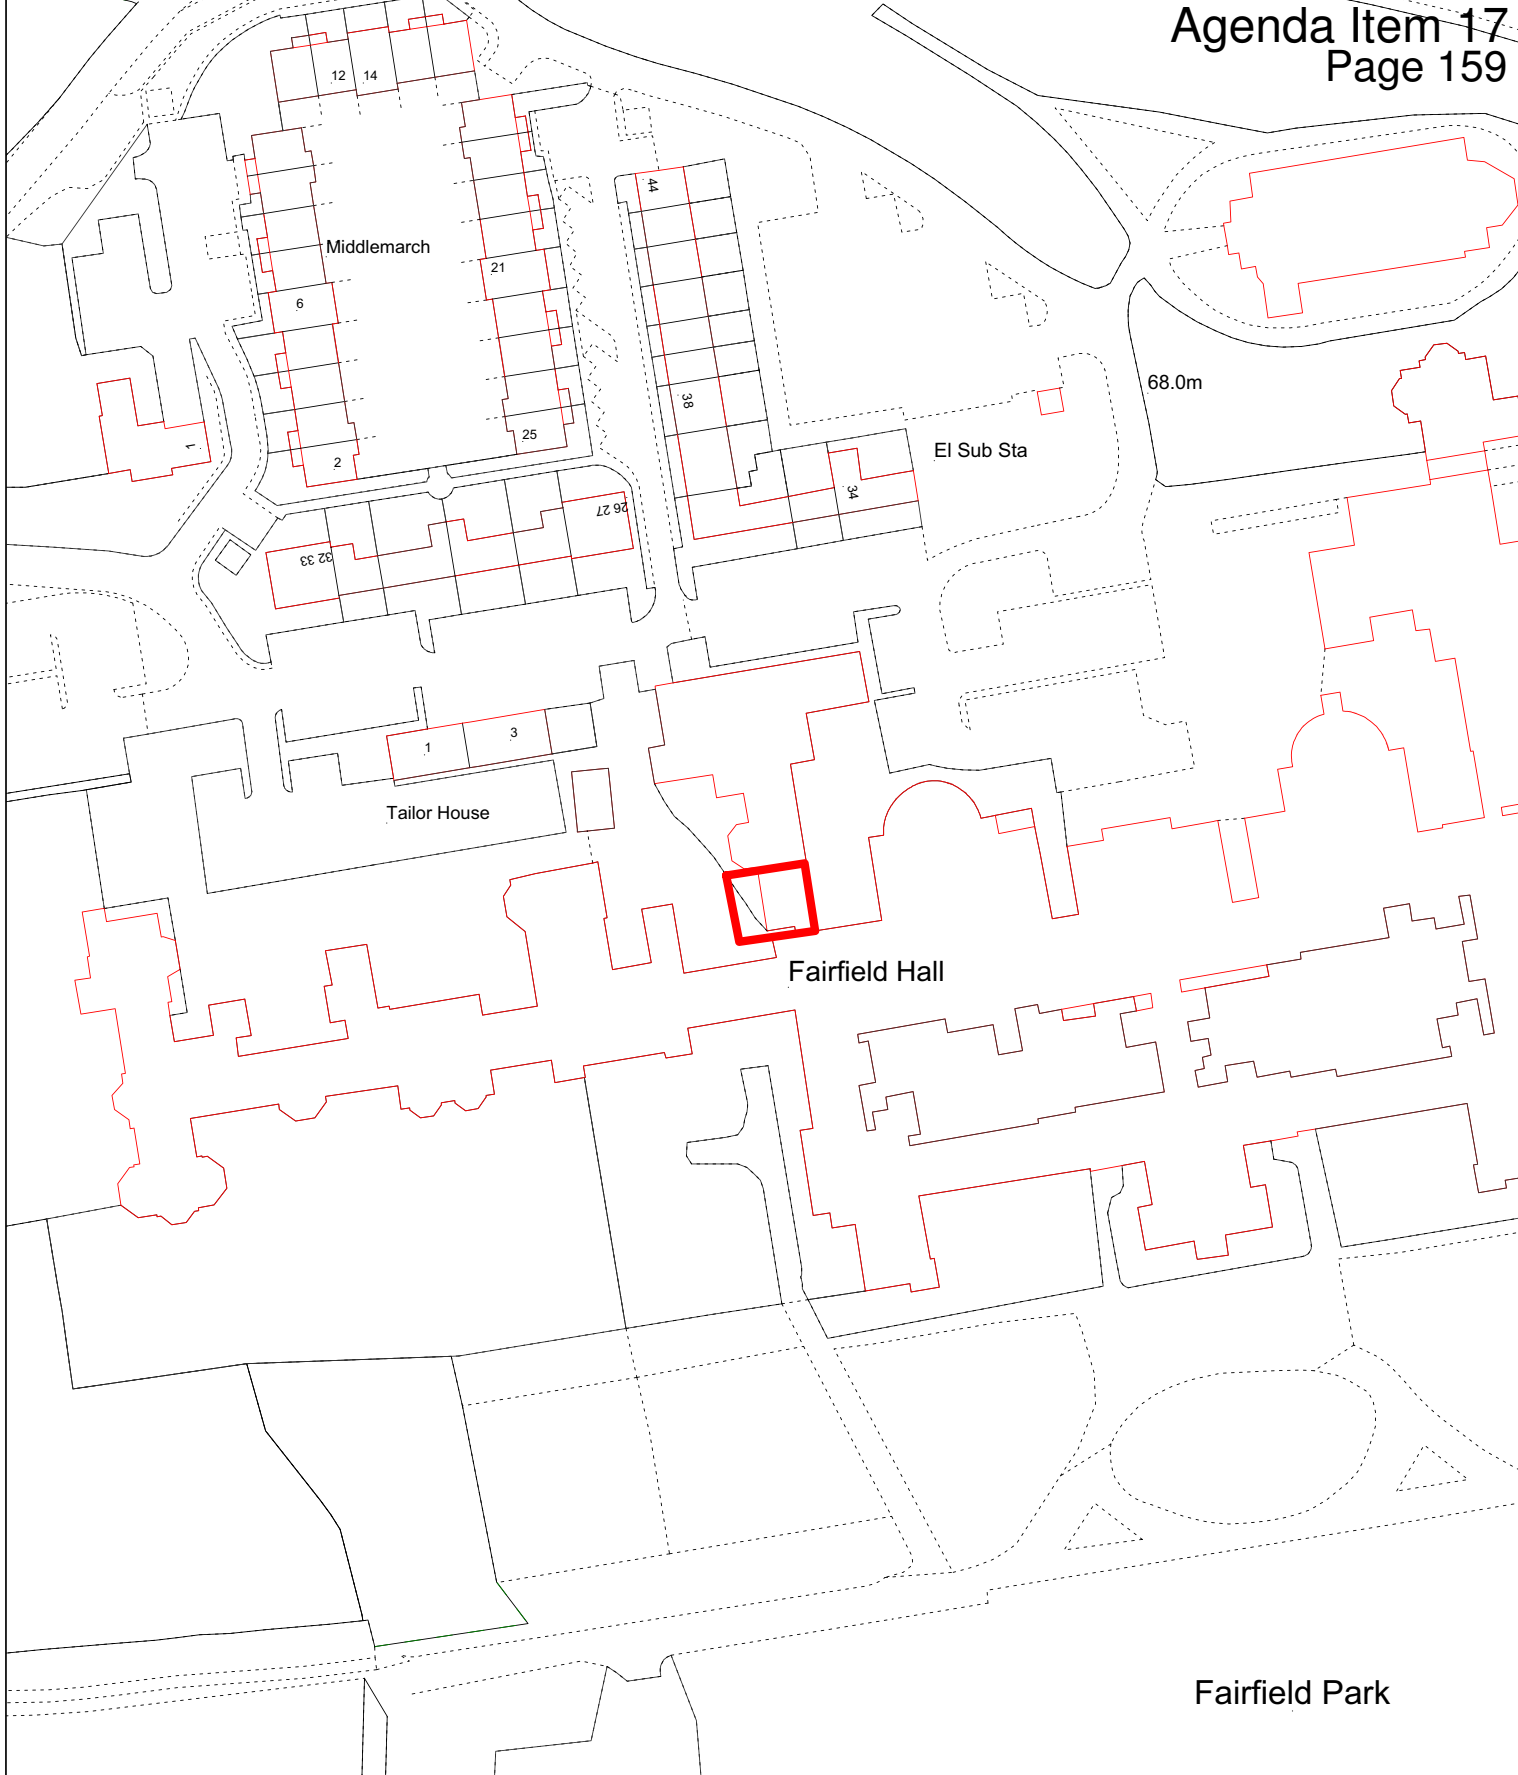 Agenda Item 17
Page 159
12
14
44
Middlemarch
21
6
68.0m
38
1
25
2
El Sub Sta
34
26 27
32 33
1
3
Tailor House
Fairfield Hall
Fairfield Park